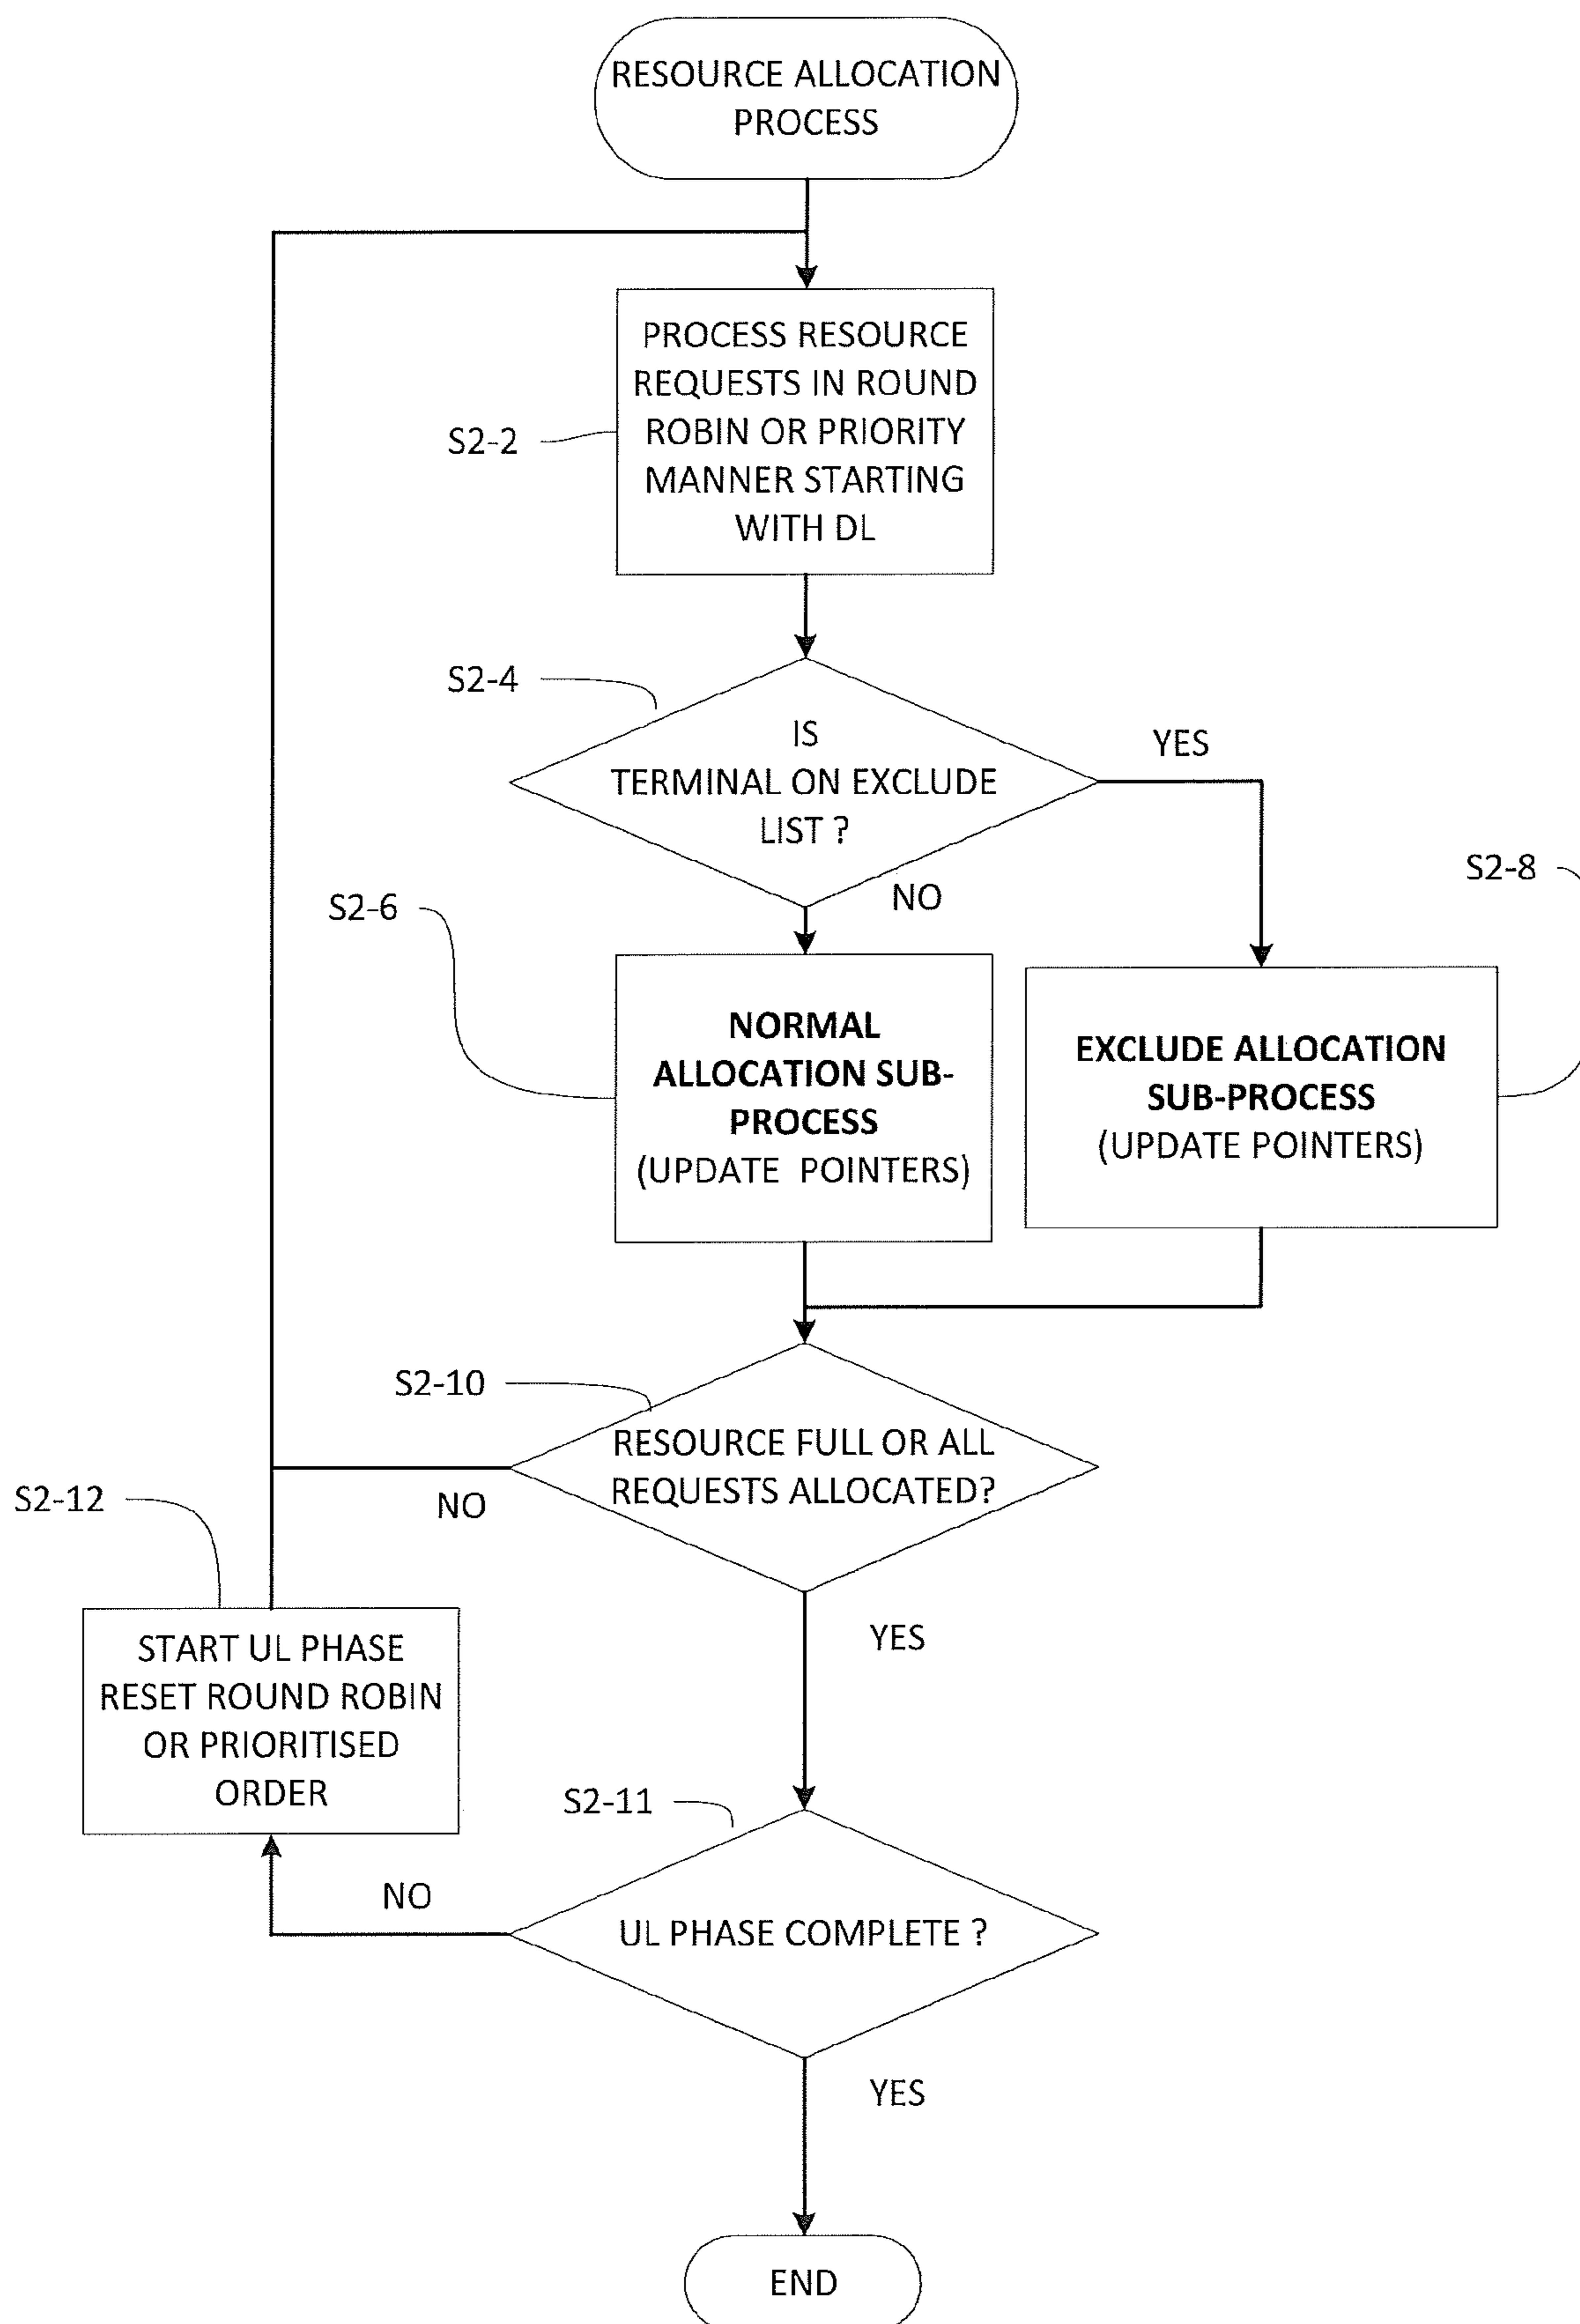 RESOURCE ALLOCATION
PROCESS
PROCESS RESOURCE
REQUESTS IN ROUND
ROBIN OR PRIORITY
MANNER STARTING
WITH DL
S2-2
S2-4
IS
TERMINAL ON EXCLUDE
LIST ?
YES
NO
S2-6
S2-8
NORMAL
ALLOCATION SUB-
PROCESS
(UPDATE POINTERS)
EXCLUDE ALLOCATION
SUB-PROCESS
(UPDATE POINTERS)
S2-10
RESOURCE FULL OR ALL
REQUESTS ALLOCATED?
NO
YES
S2-12
START UL PHASE
RESET ROUND ROBIN
OR PRIORITISED
ORDER
S2-11
UL PHASE COMPLETE ?
NO
YES
END